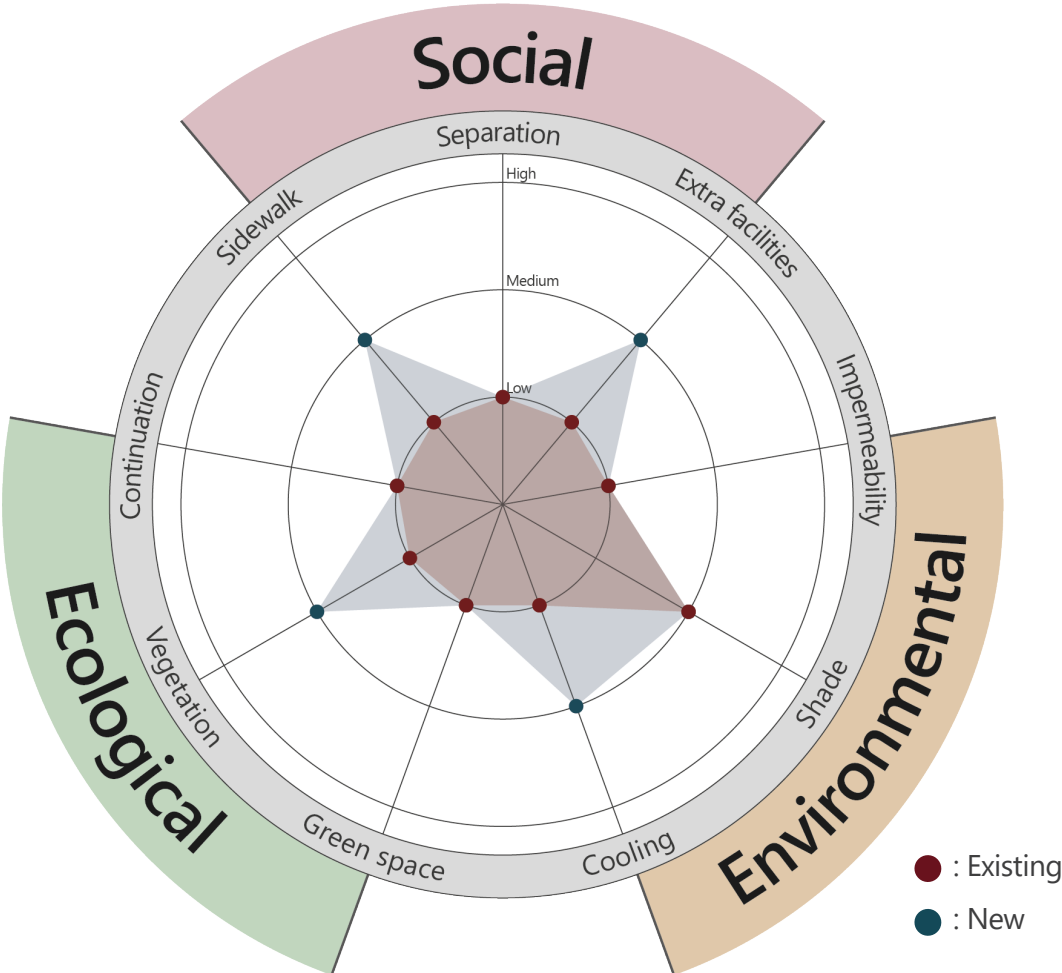 Social
Separation
High
Extra facilities
Sidewalk
Medium
Impermeability
Continuation
Low
Environmental
Ecological
Vegetation
Shade
Green space
Cooling
: Existing
: New